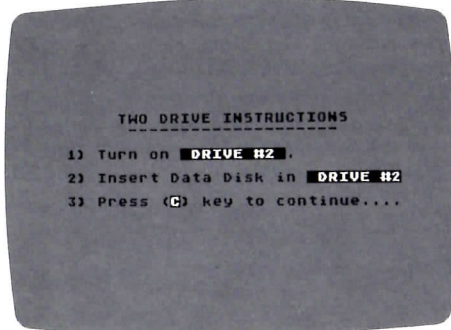 TWO DRIVE INSTRUCTIONS
1) Turn on DRIVE #2 .
2) Insert Data Disk in DRIVE #2
3) Press (C) key to continue....